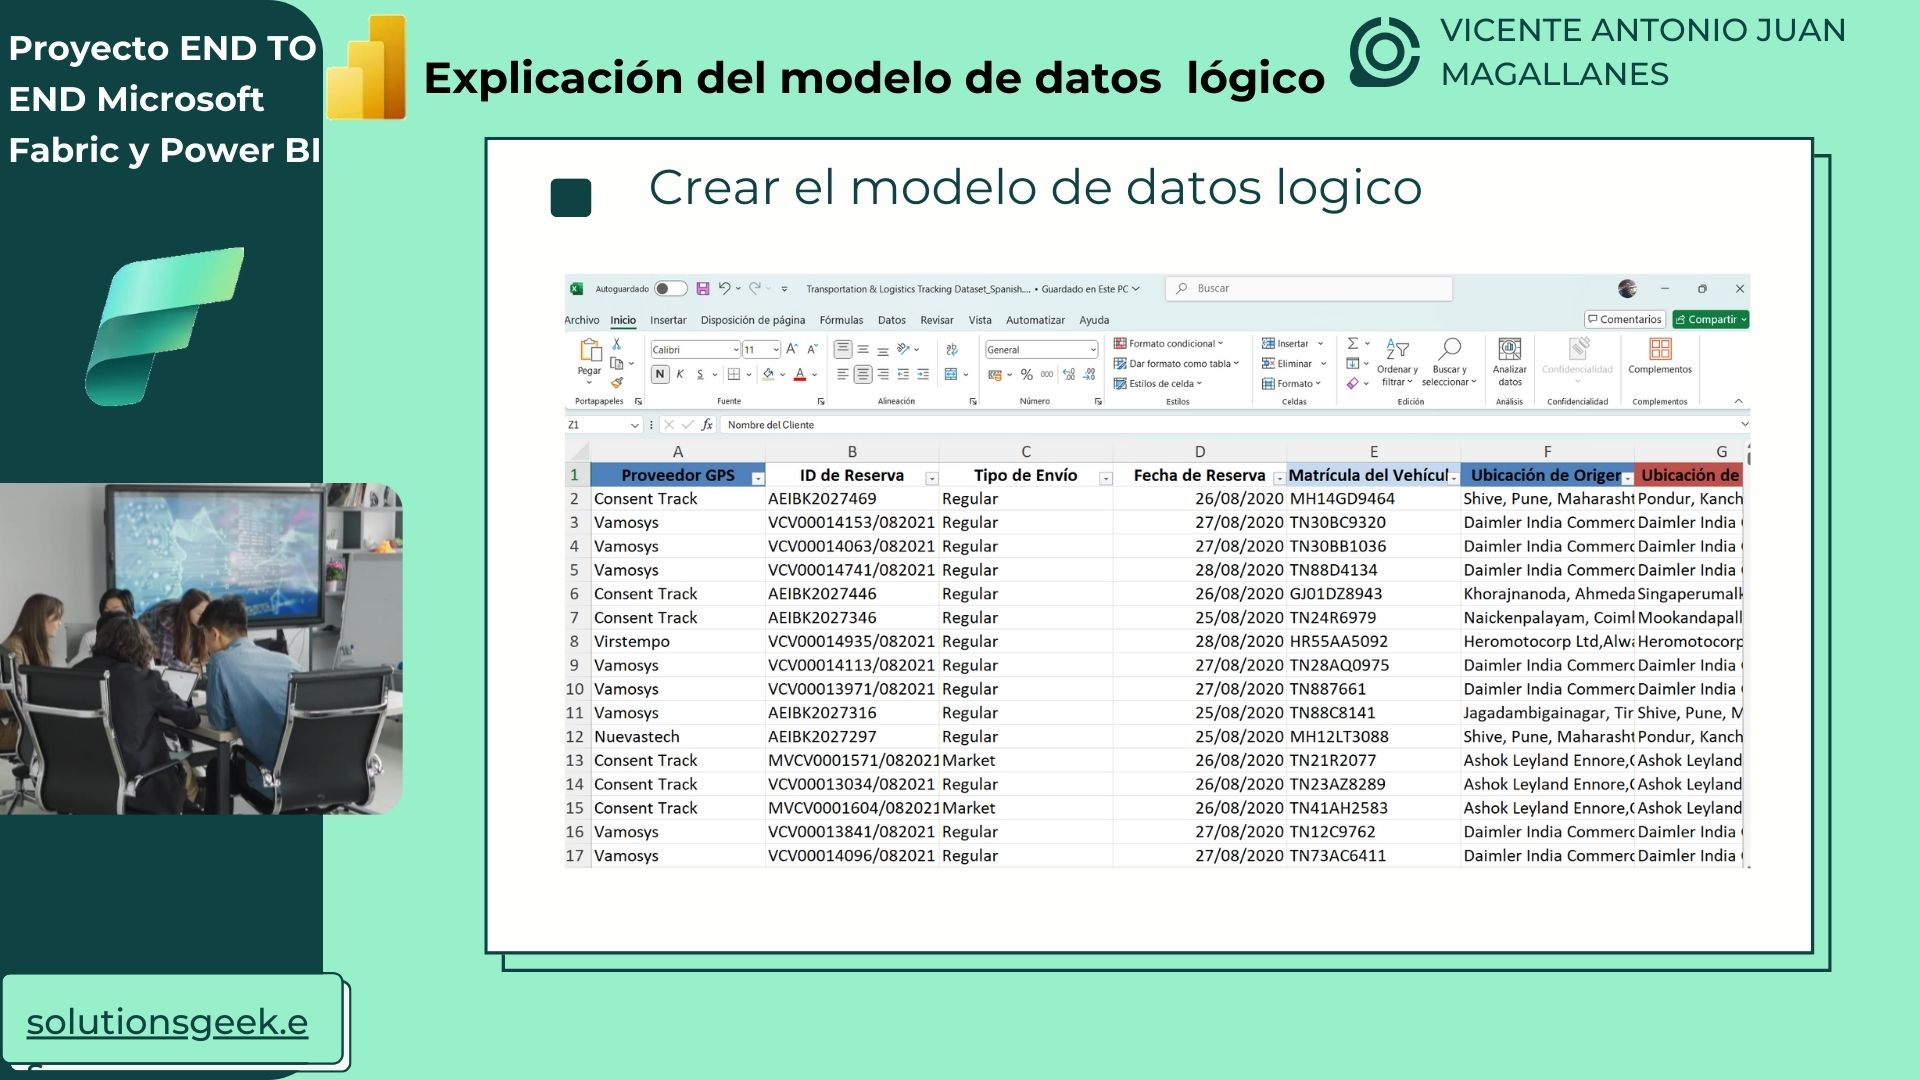 Proyecto END TO
END Microsoft
Fabric y Power BI
Explicación del modelo de datos  lógico
VICENTE ANTONIO JUAN
MAGALLANES
Crear el modelo de datos logico
Autoguardado
Transportation & Logistics Tracking Dataset_Spanish.... • Guardado en Este PC
Buscar
Archivo Inicio Insertar Disposición de página Fórmulas Datos Revisar Vista Automatizar Ayuda Comentarios Compartir
Pegar
Portapapeles
Calibri 11
N K S
Fuente
Alineación
General
% 000
Número
Formato condicional
Dar formato como tabla
Estilos de celda
Estilos
Insertar
Eliminar
Formato
Celdas
Ordenar y filtrar
Buscar y seleccionar
Edición
Analizar datos
Análisis
Confidencialidad
Confidencialidad
Complementos
Complementos
Z1 fx Nombre del Cliente
A B C D E F G
1 Proveedor GPS ID de Reserva Tipo de Envío Fecha de Reserva Matrícula del Vehícul Ubicación de Origen Ubicación de
2 Consent Track AEIBK2027469 Regular 26/08/2020 MH14GD9464 Shive, Pune, Maharasht Pondur, Kanch
3 Vamosys VCV00014153/082021 Regular 27/08/2020 TN30BC9320 Daimler India Commerc Daimler India
4 Vamosys VCV00014063/082021 Regular 27/08/2020 TN30BB1036 Daimler India Commerc Daimler India
5 Vamosys VCV00014741/082021 Regular 28/08/2020 TN88D4134 Daimler India Commerc Daimler India
6 Consent Track AEIBK2027446 Regular 26/08/2020 GJ01DZ8943 Khorajnanoda, Ahmeda Singaperumalk
7 Consent Track AEIBK2027346 Regular 25/08/2020 TN24R6979 Naickenpalayam, Coiml Mookandapall
8 Virstempo VCV00014935/082021 Regular 28/08/2020 HR55AA5092 Heromotocorp Ltd,Alwa Heromotocorp
9 Vamosys VCV00014113/082021 Regular 27/08/2020 TN28AQ0975 Daimler India Commerc Daimler India
10 Vamosys VCV00013971/082021 Regular 27/08/2020 TN887661 Daimler India Commerc Daimler India
11 Vamosys AEIBK2027316 Regular 25/08/2020 TN88C8141 Jagadambigainagar, Tir Shive, Pune, M
12 Nuevastech AEIBK2027297 Regular 25/08/2020 MH12LT3088 Shive, Pune, Maharasht Pondur, Kanch
13 Consent Track MVCV0001571/082021 Market 26/08/2020 TN21R2077 Ashok Leyland Ennore,C Ashok Leyland
14 Consent Track VCV00013034/082021 Regular 26/08/2020 TN23AZ8289 Ashok Leyland Ennore,C Ashok Leyland
15 Consent Track MVCV0001604/082021 Market 26/08/2020 TN41AH2583 Ashok Leyland Ennore,C Ashok Leyland
16 Vamosys VCV00013841/082021 Regular 27/08/2020 TN12C9762 Daimler India Commerc Daimler India
17 Vamosys VCV00014096/082021 Regular 27/08/2020 TN73AC6411 Daimler India Commerc Daimler India
solutionsgeek.e